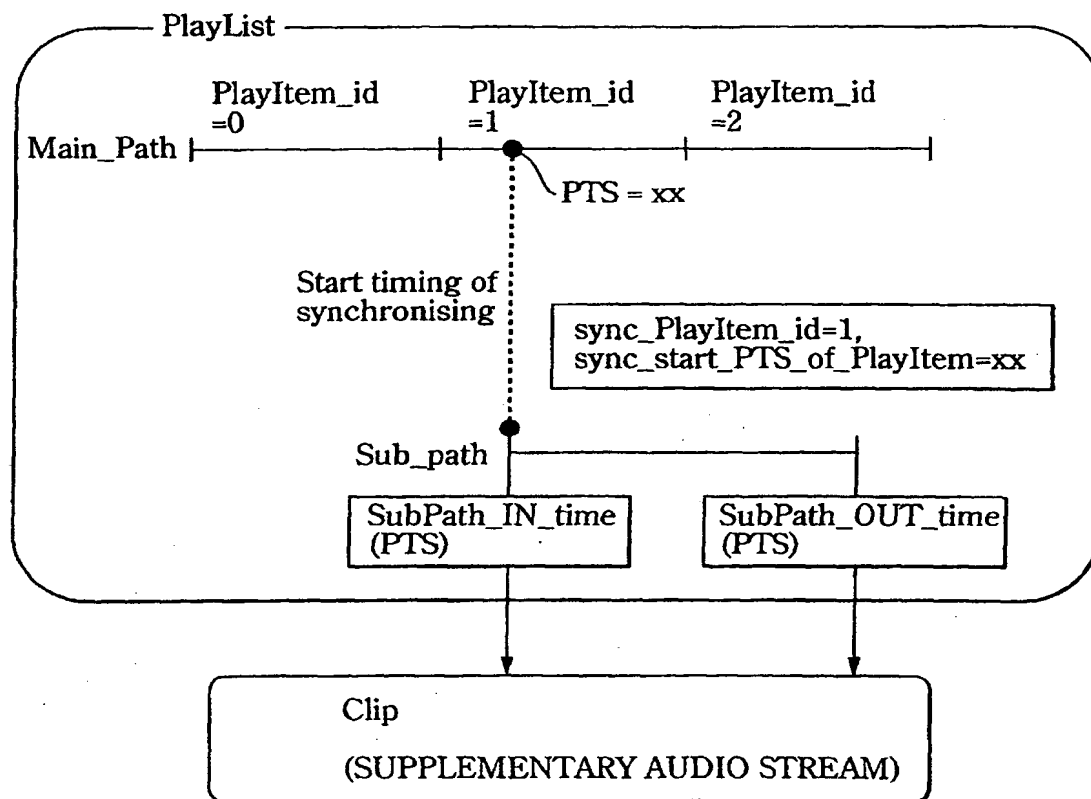 PlayList
PlayItem_id
=0
PlayItem_id
=1
PlayItem_id
=2
Main_Path
PTS = xx
Start timing of
synchronising
sync_PlayItem_id=1,
sync_start_PTS_of_PlayItem=xx
Sub_path
SubPath_IN_time
(PTS)
SubPath_OUT_time
(PTS)
Clip
(SUPPLEMENTARY AUDIO STREAM)